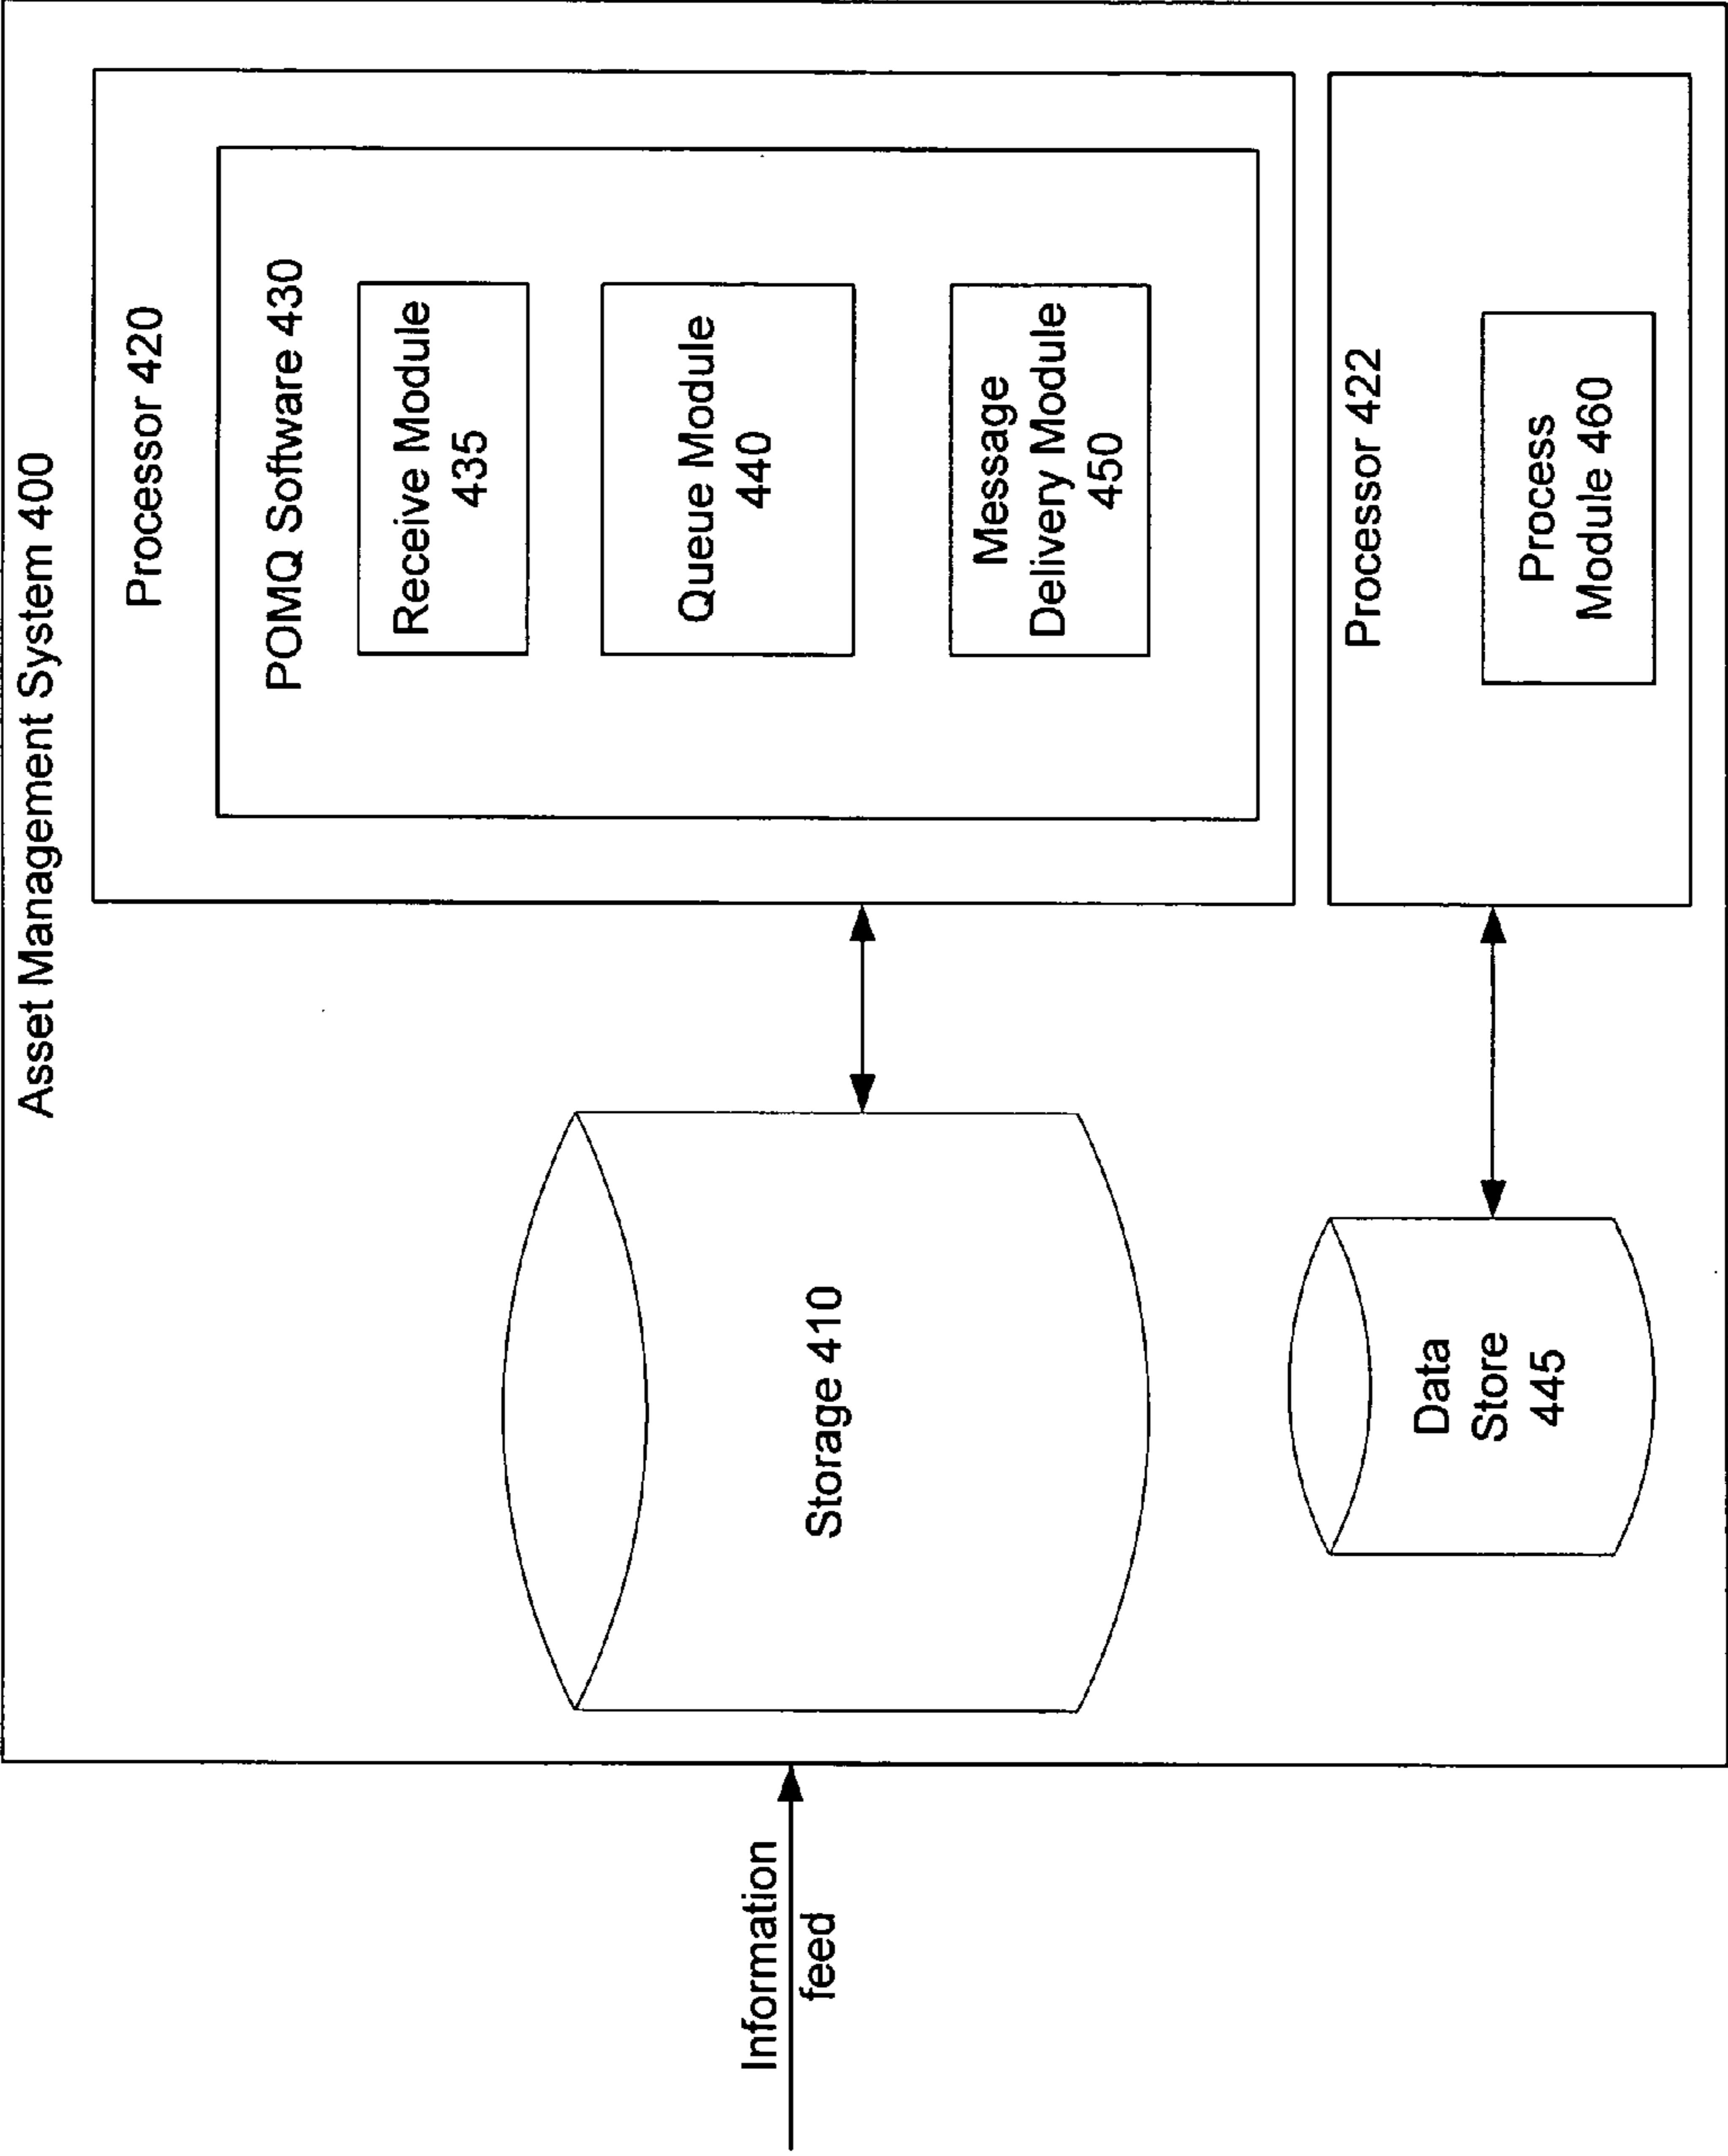 Asset Management System 400
Information
feed
Storage 410
Data
Store
445
Processor 420
POMQ Software 430
Receive Module
435
Queue Module
440
Message
Delivery Module
450
Processor 422
Process
Module 460